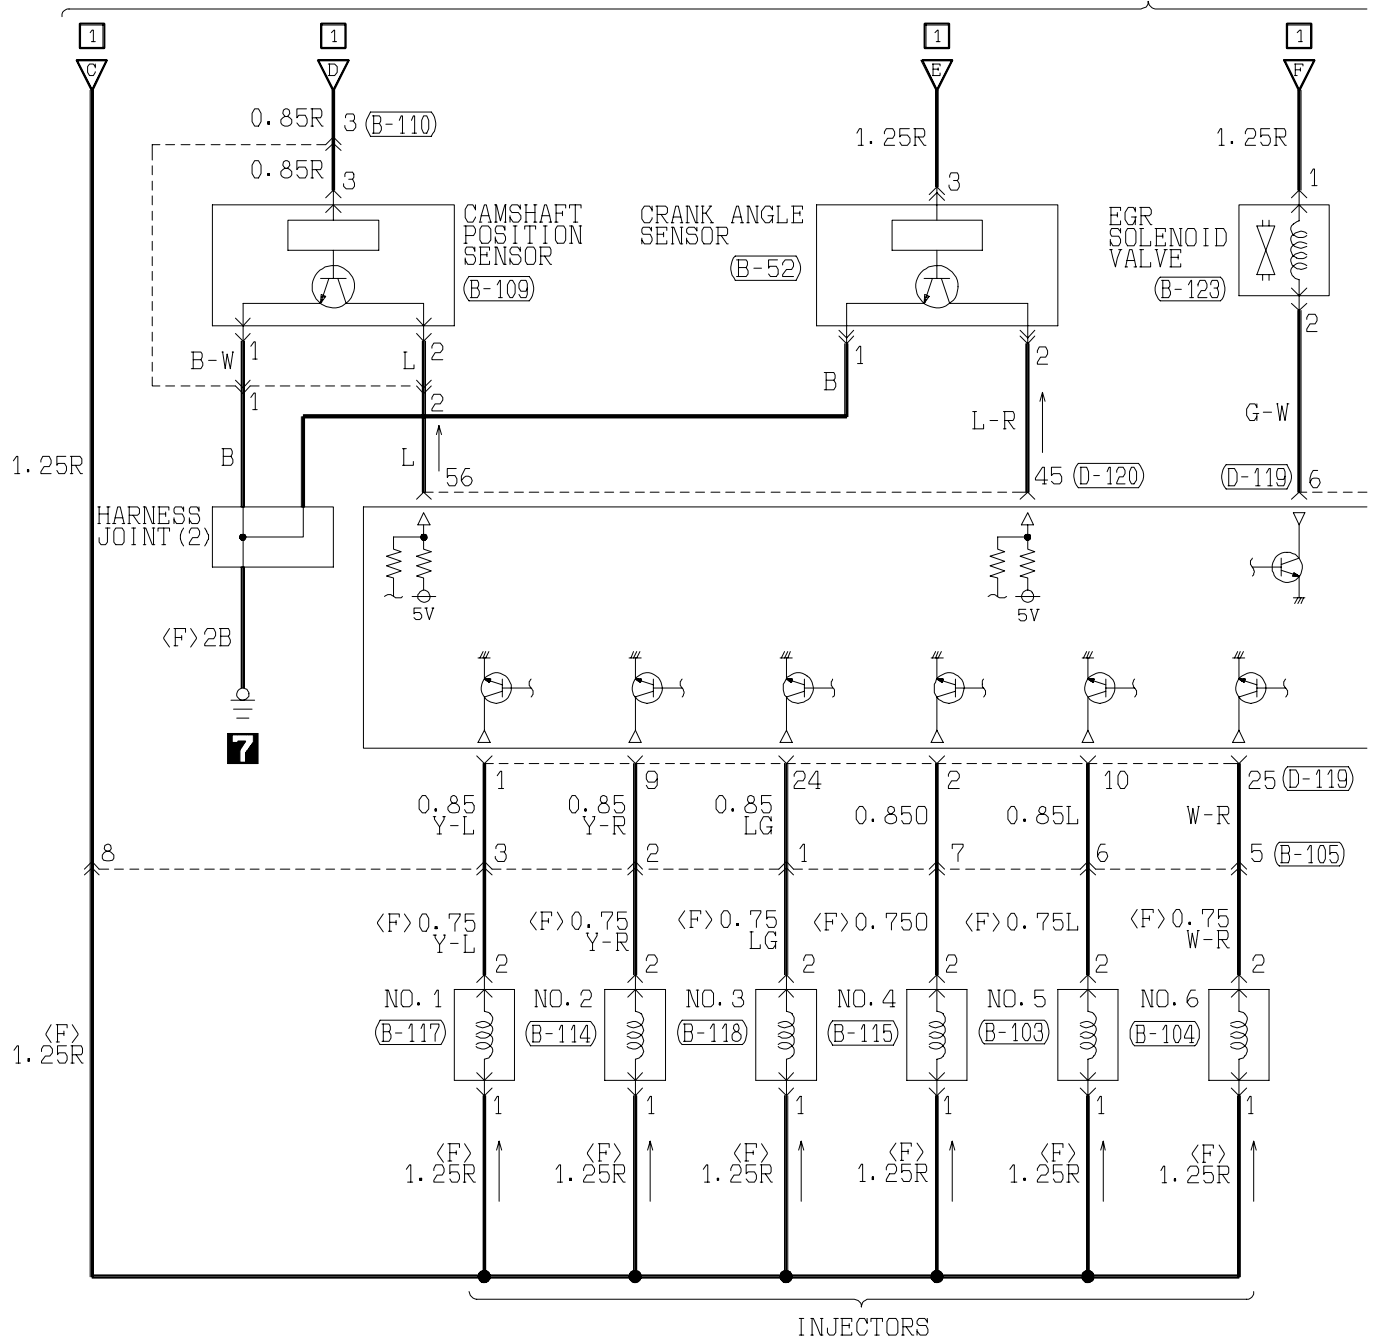 1
1
1
1
C
D
E
F
0.85R
3
B-110
0.85R
3
1.25R
3
1.25R
1
CAMSHAFT
POSITION
SENSOR
B-109
CRANK ANGLE
SENSOR
B-52
EGR
SOLENOID
VALVE
B-123
B-W
1
L
2
1
2
B
L
56
B
1
2
L-R
45
D-120
2
G-W
D-119
6
1.25R
HARNESS
JOINT(2)
5V
5V
<F>2B
7
1
9
24
2
10
25
D-119
0.85
Y-L
0.85
Y-R
0.85
LG
0.85O
0.85L
W-R
8
3
2
1
7
6
5
B-105
<F>0.75
Y-L
<F>0.75
Y-R
<F>0.75
LG
<F>0.75O
<F>0.75L
<F>0.75
W-R
2
2
2
2
2
2
NO.1
B-117
NO.2
B-114
NO.3
B-118
NO.4
B-115
NO.5
B-103
NO.6
B-104
<F>
1.25R
1
1
1
1
1
1
<F>
1.25R
<F>
1.25R
<F>
1.25R
<F>
1.25R
<F>
1.25R
<F>
1.25R
INJECTORS